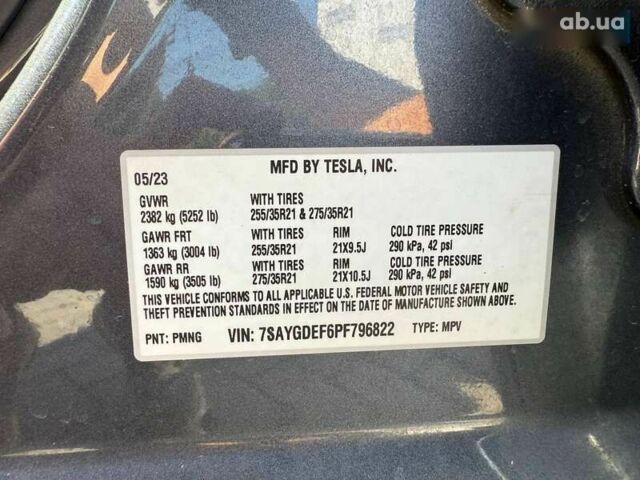 ab.ua
05/23
MFD BY TESLA, INC.
GVWR WITH TIRES
2382 kg (5252 lb) 255/35R21 & 275/35R21
GAWR FRT WITH TIRES RIM COLD TIRE PRESSURE
1363 kg (3004 lb) 255/35R21 21X9.5J 290 kPa, 42 psi
GAWR RR WITH TIRES RIM COLD TIRE PRESSURE
1590 kg (3505 lb) 275/35R21 21X10.5J 290 kPa, 42 psi
THIS VEHICLE CONFORMS TO ALL APPLICABLE U.S. FEDERAL MOTOR VEHICLE SAFETY AND
THEFT PREVENTION STANDARDS IN EFFECT ON THE DATE OF MANUFACTURE SHOWN ABOVE.
PNT: PMNG VIN: 7SAYGDEF6PF796822 TYPE: MPV